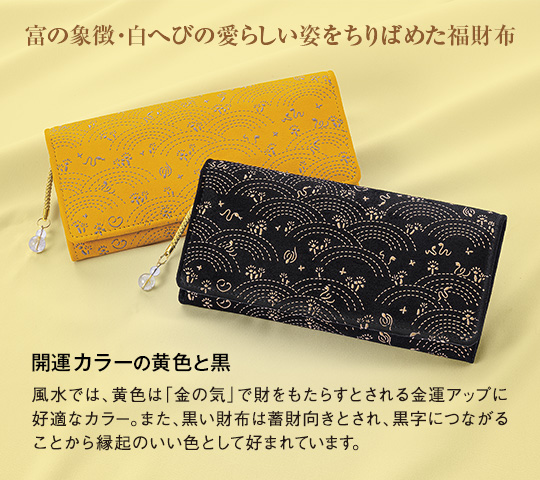 富の象徴・白へびの愛らしい姿をちりばめた福財布
開運カラーの黄色と黒
風水では、黄色は「金の気」で財をもたらすとされる金運アップに
好適なカラー。また、黒い財布は蓄財向きとされ、黒字につながる
ことから縁起のいい色として好まれています。